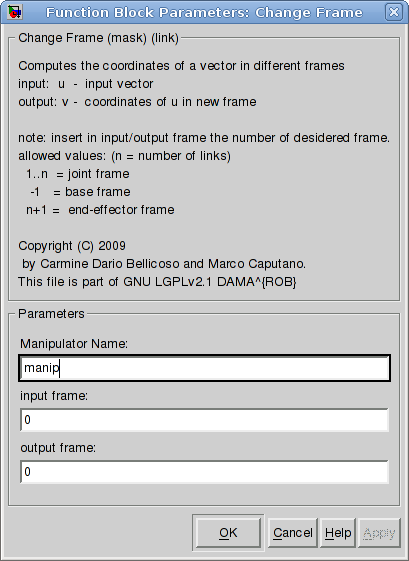 Function Block Parameters: Change Frame
Change Frame (mask) (link)
Computes the coordinates of a vector in different frames
input:  u  -  input vector
output: v -  coordinates of u in new frame
note: insert in input/output frame the number of desidered frame.
allowed values: (n = number of links)
1..n  = joint frame
-1   = base frame
n+1 =  end-effector frame
Copyright (C) 2009
by Carmine Dario Bellicoso and Marco Caputano.
This file is part of GNU LGPLv2.1 DAMA^{ROB}
Parameters
Manipulator Name:
manip
input frame:
0
output frame:
0
OK Cancel Help Apply